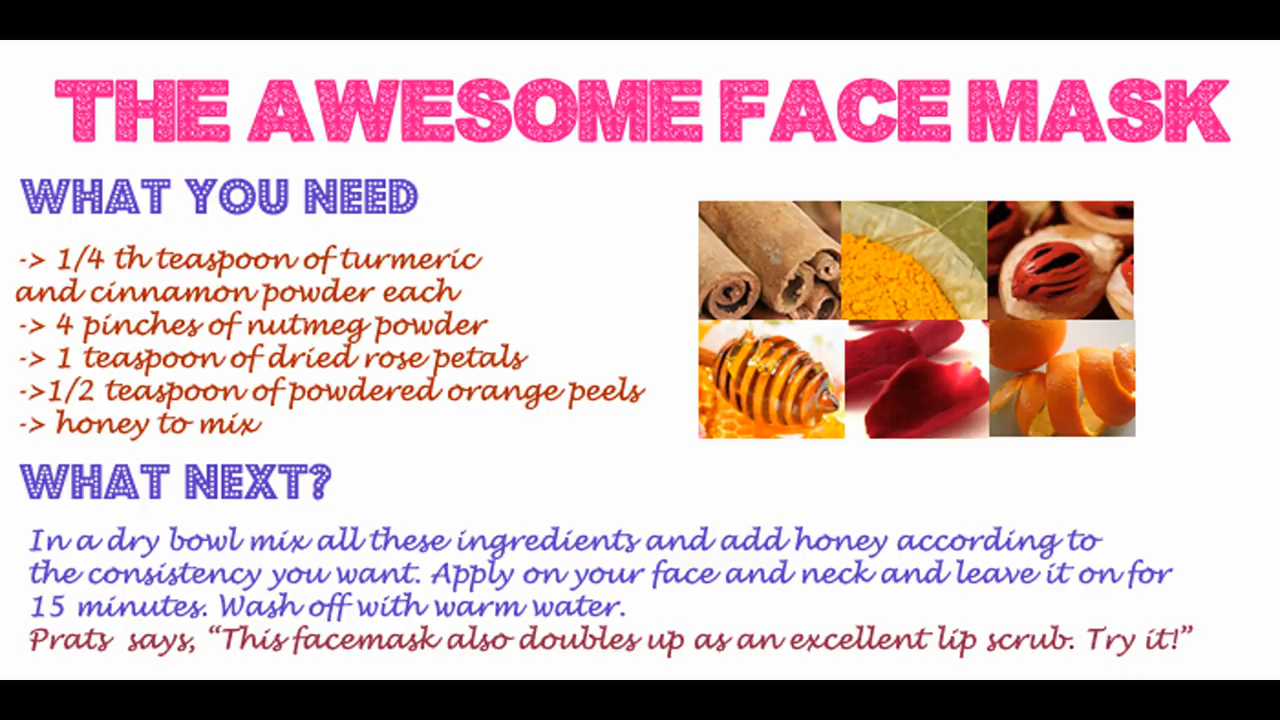 THE AWESOME FACE MASK
WHAT YOU NEED
-> 1/4 th teaspoon of turmeric
and cinnamon powder each
-> 4 pinches of nutmeg powder
-> 1 teaspoon of dried rose petals
->1/2 teaspoon of powdered orange peels
-> honey to mix
WHAT NEXT?
In a dry bowl mix all these ingredients and add honey according to
the consistency you want. Apply on your face and neck and leave it on for
15 minutes. Wash off with warm water.
Prats says, “This facemask also doubles up as an excellent lip scrub. Try it!”